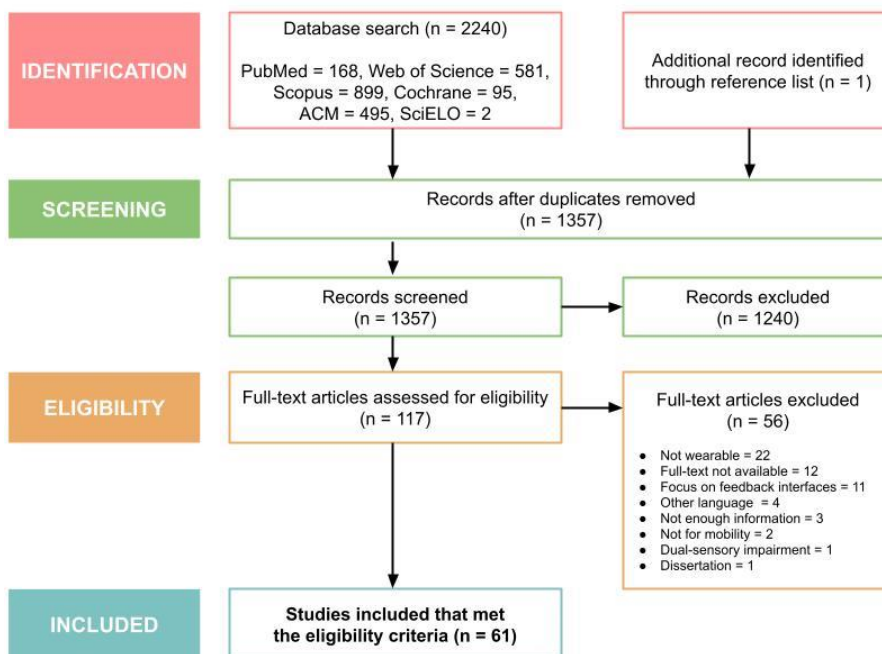 IDENTIFICATION
Database search (n = 2240)
PubMed = 168, Web of Science = 581,
Scopus = 899, Cochrane = 95,
ACM = 495, SciELO = 2
Additional record identified
through reference list (n = 1)
SCREENING
Records after duplicates removed
(n = 1357)
Records screened
(n = 1357)
Records excluded
(n = 1240)
ELIGIBILITY
Full-text articles assessed for eligibility
(n = 117)
Full-text articles excluded
(n = 56)
● Not wearable = 22
● Full-text not available = 12
● Focus on feedback interfaces = 11
● Other language = 4
● Not enough information = 3
● Not for mobility = 2
● Dual-sensory impairment = 1
● Dissertation = 1
INCLUDED
Studies included that met
the eligibility criteria (n = 61)